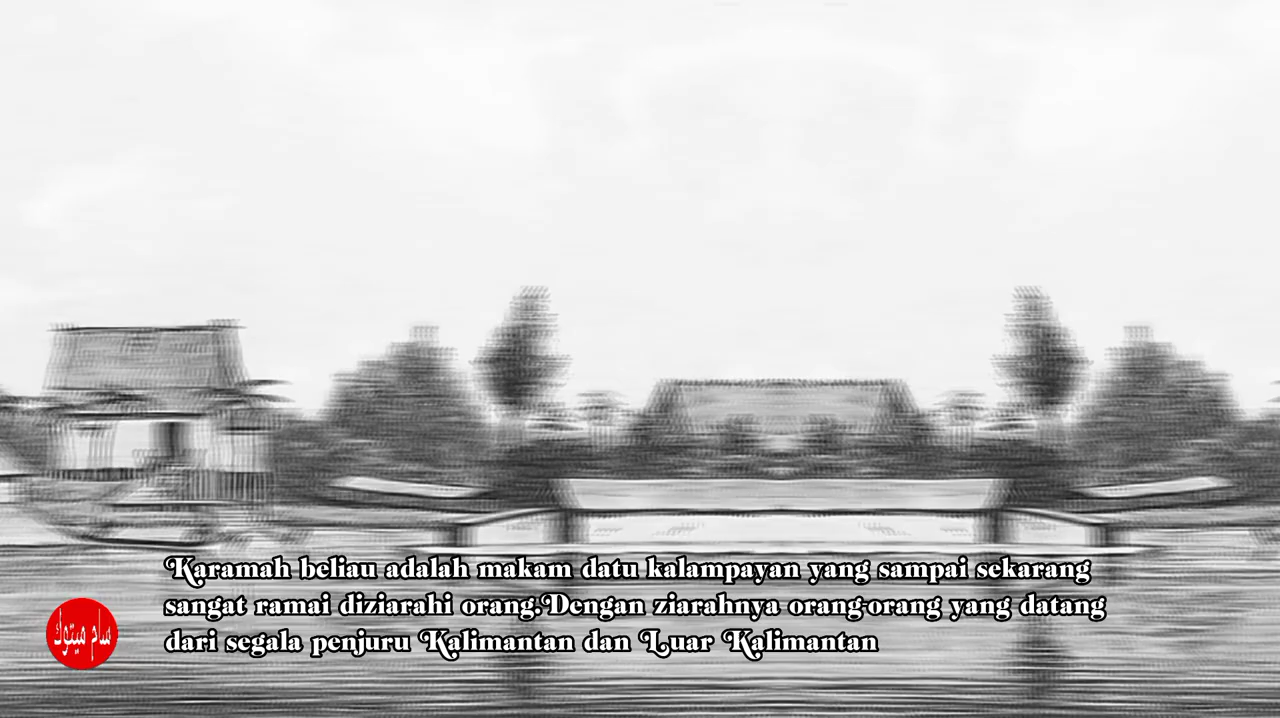 Karamah beliau adalah makam datu kalampayan yang sampai sekarang
sangat ramai diziarahi orang.Dengan ziarahnya orang-orang yang datang
dari segala penjuru Kalimantan dan Luar Kalimantan
سام ميتوك